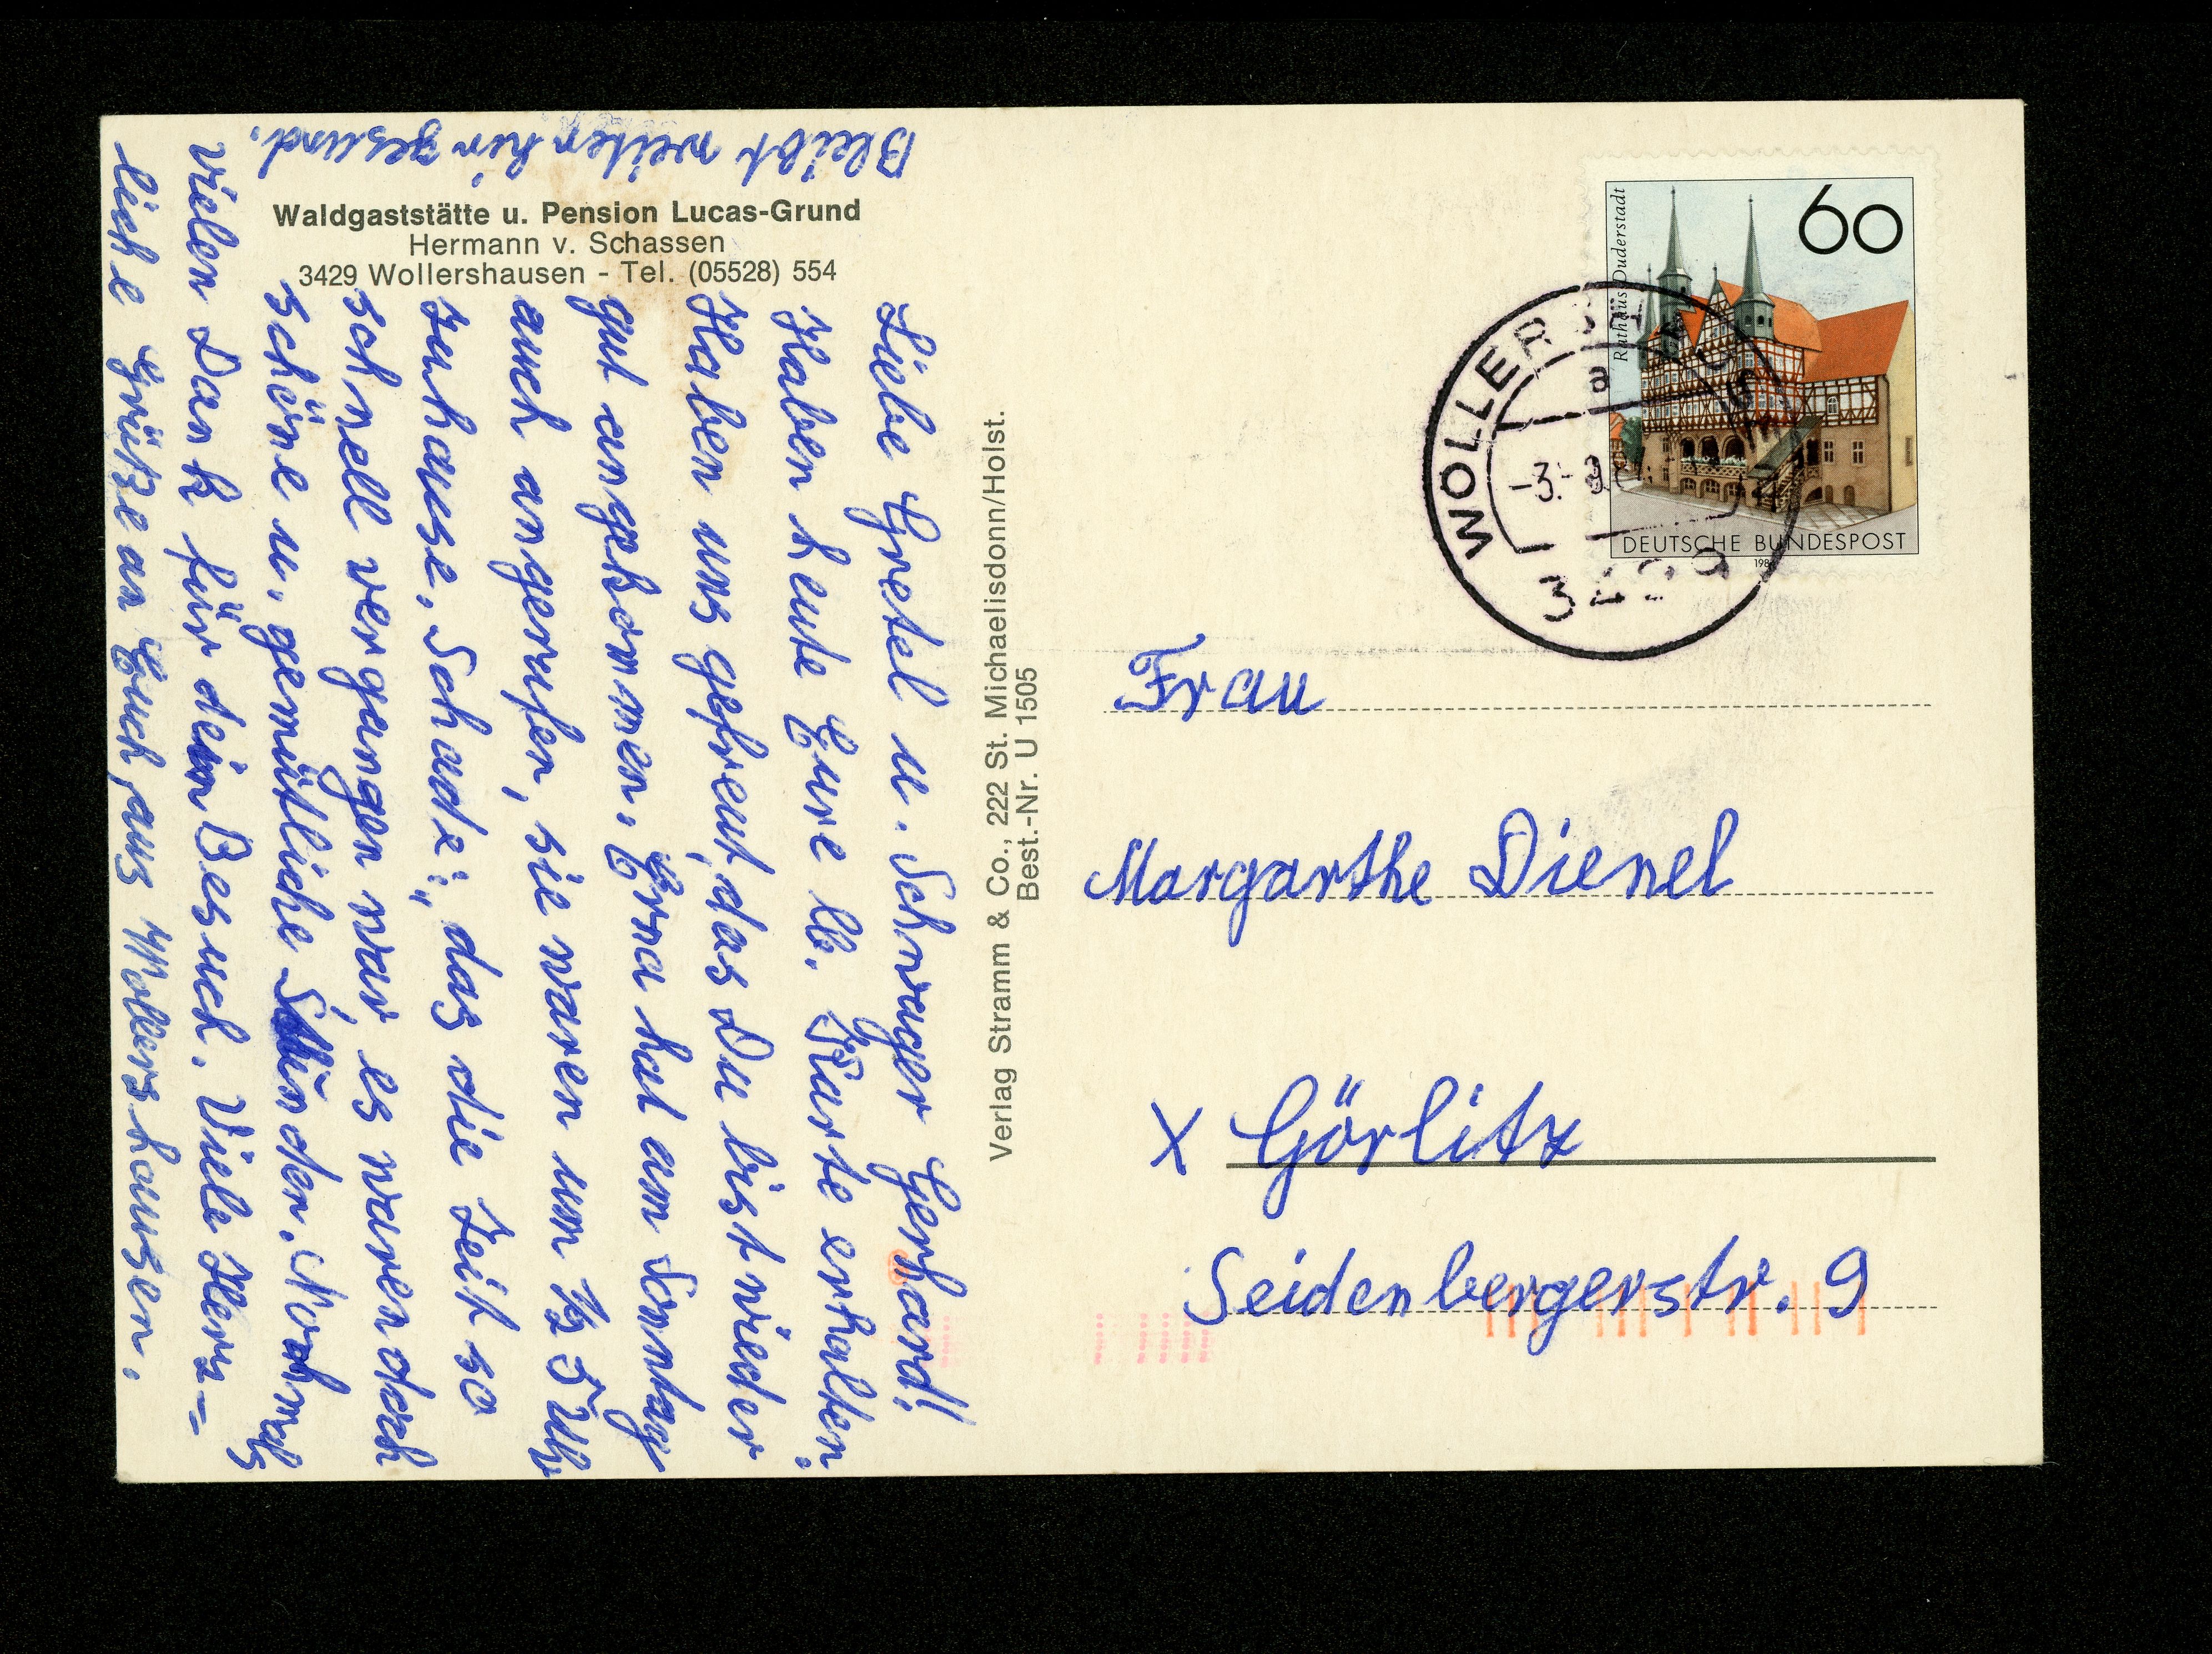 Waldgaststätte u. Pension Lucas-Grund
Hermann v. Schassen
3429 Wollershausen - Tel. (05528) 554
Liebe Gretel u. Schwager Gerhard!
Haben heute Eure lb. Karte erhalten.
Haben uns gefreut, das Du bist wieder
gut angekommen. Erna hat am Sonntag
auch angerufen, sie waren um ½ 5 Uhr
zuhause. Schade, das die Zeit so
schnell vergangen war, es waren doch
schöne u. gemütliche Stunden. Nochmals
vielen Dank für dein Besuch. Viele Herz=
liche Grüße an Euch, aus Wollershausen.
Bleibt weiter hin gesund.
Verlag Stramm & Co., 222 St. Michaelisdonn/Holst.
Best.-Nr. U 1505
60
Rathaus Duderstadt
DEUTSCHE BUNDESPOST
a
-3.-
3429
Frau
Margarthe Dienel
X Görlitz
Seidenbergerstr. 9